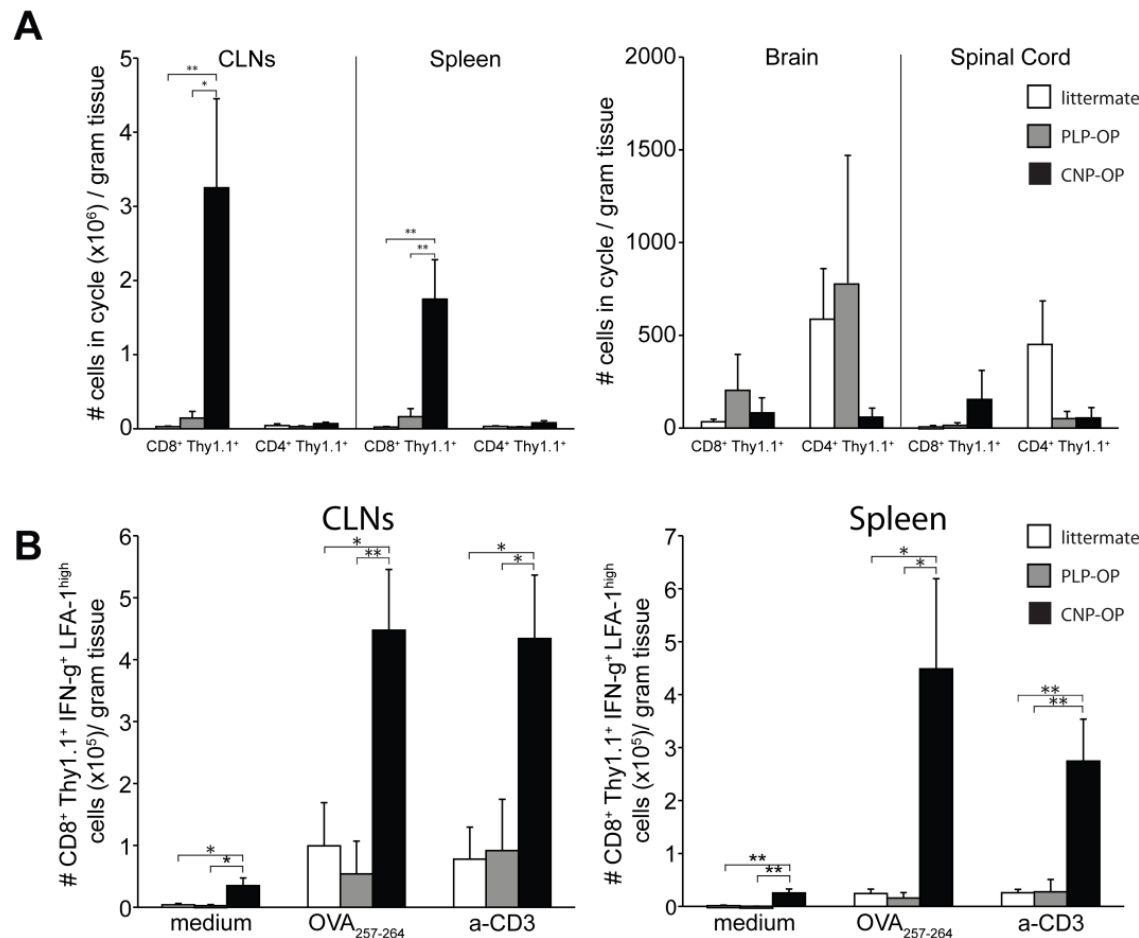 A
CLNs
Spleen
# cells in cycle (x10⁶) / gram tissue
5
4
3
2
1
0
**
*
**
**
CD8⁺ Thy1.1⁺
CD4⁺ Thy1.1⁺
CD8⁺ Thy1.1⁺
CD4⁺ Thy1.1⁺
Brain
Spinal Cord
# cells in cycle / gram tissue
2000
1500
1000
500
0
CD8⁺ Thy1.1⁺
CD4⁺ Thy1.1⁺
CD8⁺ Thy1.1⁺
CD4⁺ Thy1.1⁺
littermate
PLP-OP
CNP-OP
B
CLNs
# CD8⁺ Thy1.1⁺ IFN-g⁺ LFA-1ʰⁱᵍʰ
cells (x10⁵)/ gram tissue
6
5
4
3
2
1
0
*
*
*
**
*
*
medium
OVA₂₅₇₋₂₆₄
a-CD3
Spleen
# CD8⁺ Thy1.1⁺ IFN-g⁺ LFA-1ʰⁱᵍʰ
cells (x10⁵)/ gram tissue
7
6
5
4
3
2
1
0
**
**
*
*
**
**
medium
OVA₂₅₇₋₂₆₄
a-CD3
littermate
PLP-OP
CNP-OP